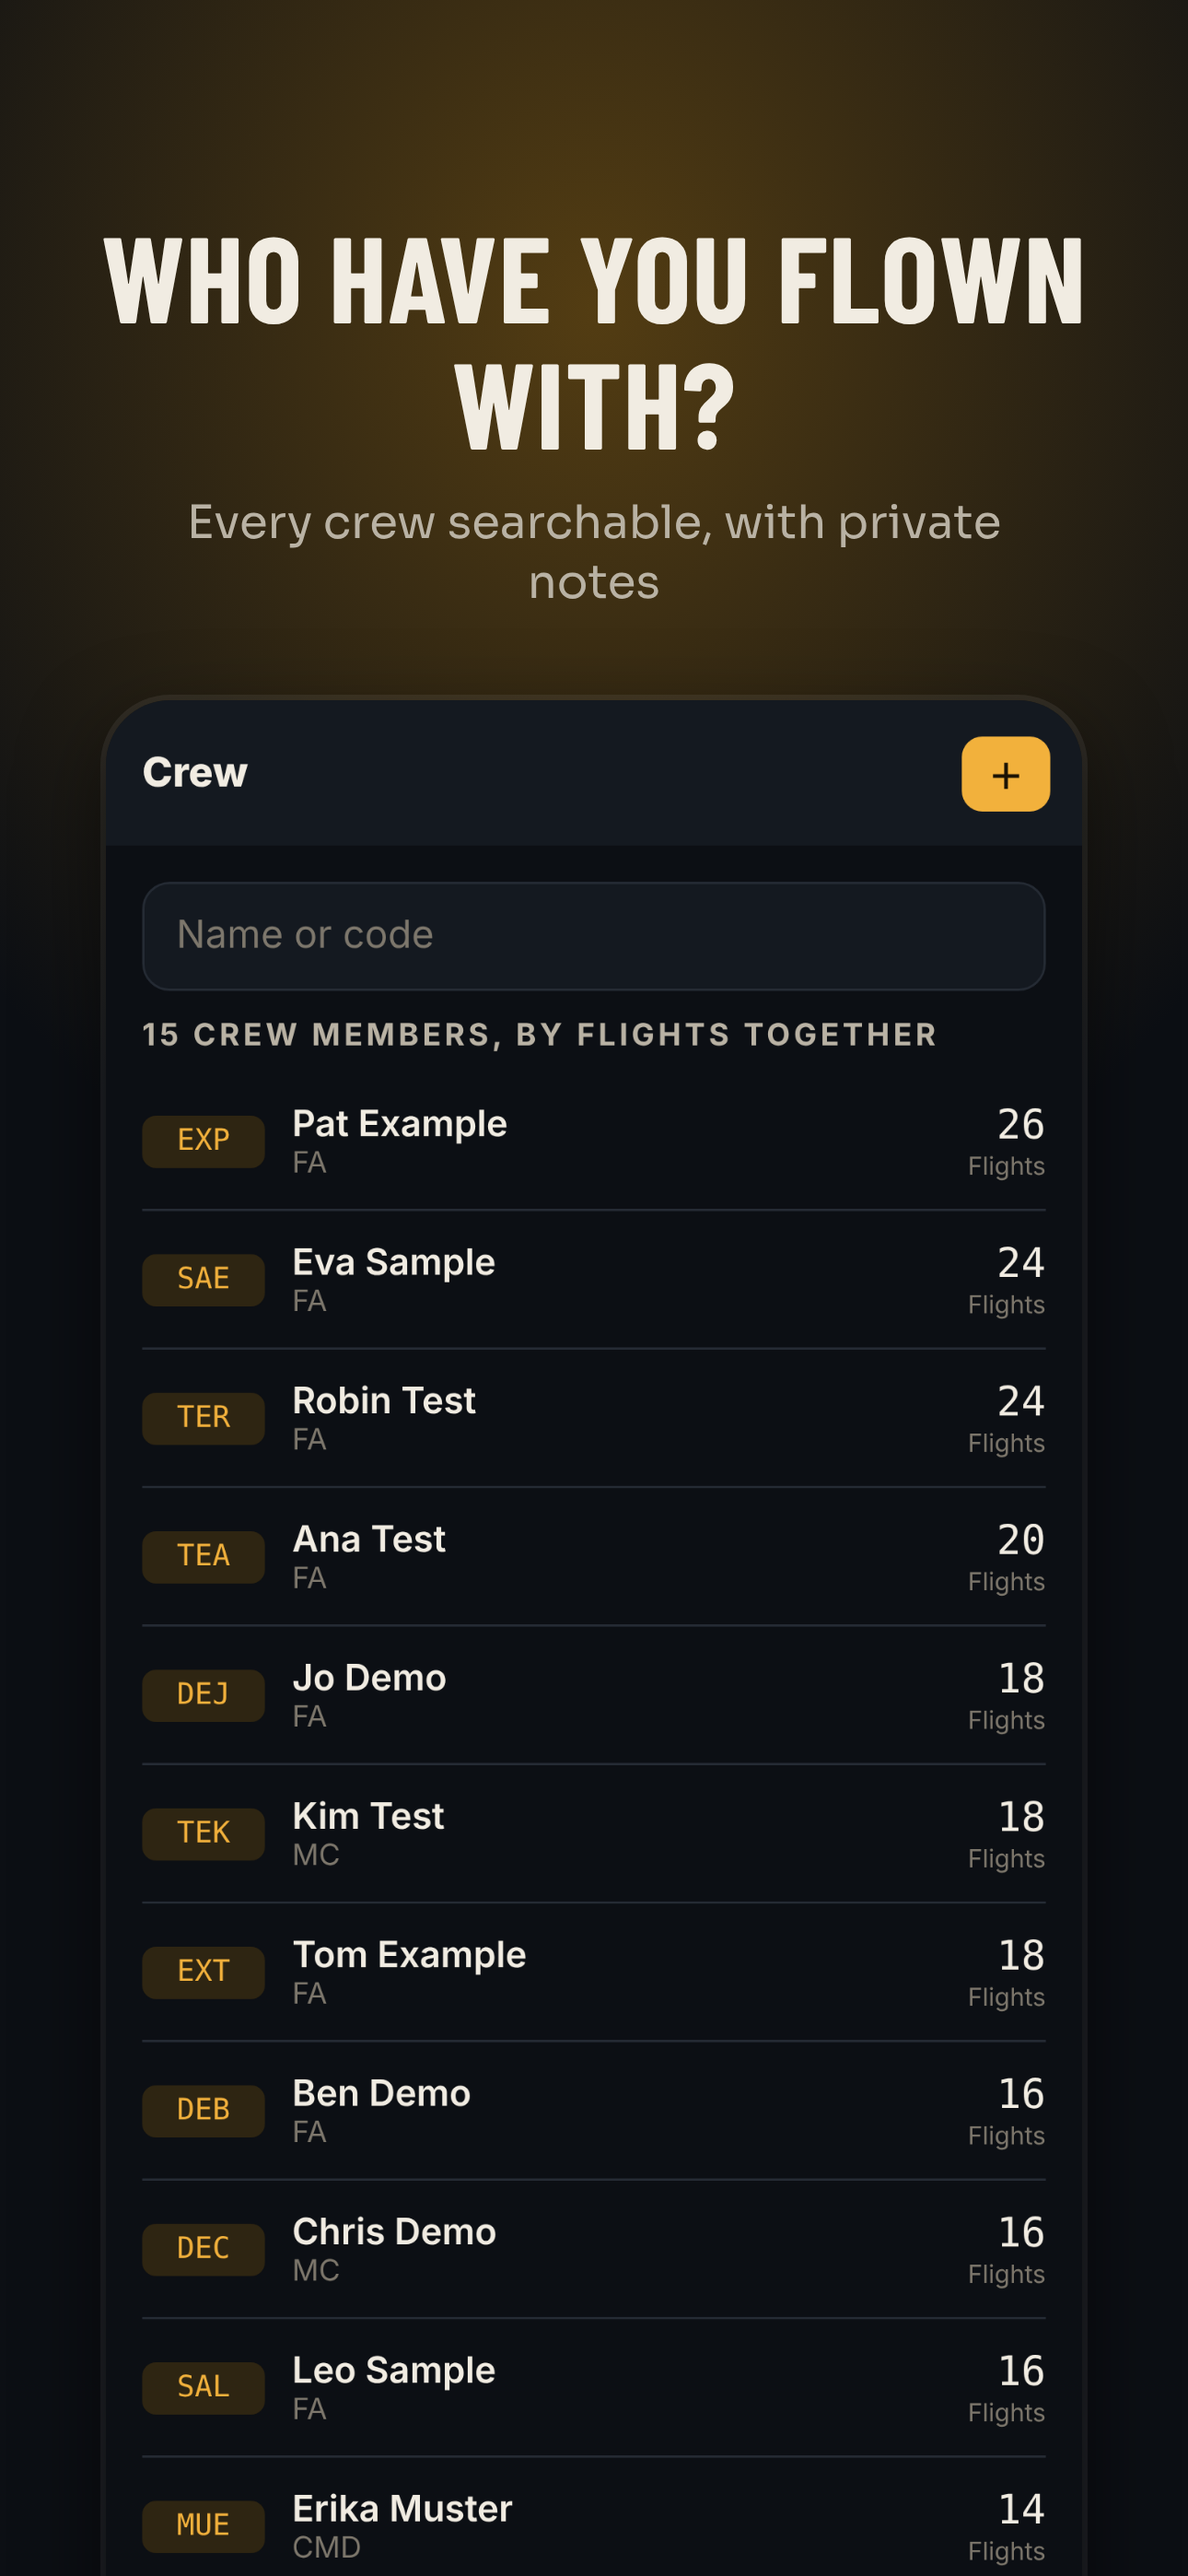 WHO HAVE YOU FLOWN
WITH?
Every crew searchable, with private
notes
Crew
+
Name or code
15 CREW MEMBERS, BY FLIGHTS TOGETHER
EXP Pat Example 26
FA Flights
SAE Eva Sample 24
FA Flights
TER Robin Test 24
FA Flights
TEA Ana Test 20
FA Flights
DEJ Jo Demo 18
FA Flights
TEK Kim Test 18
MC Flights
EXT Tom Example 18
FA Flights
DEB Ben Demo 16
FA Flights
DEC Chris Demo 16
MC Flights
SAL Leo Sample 16
FA Flights
MUE Erika Muster 14
CMD Flights